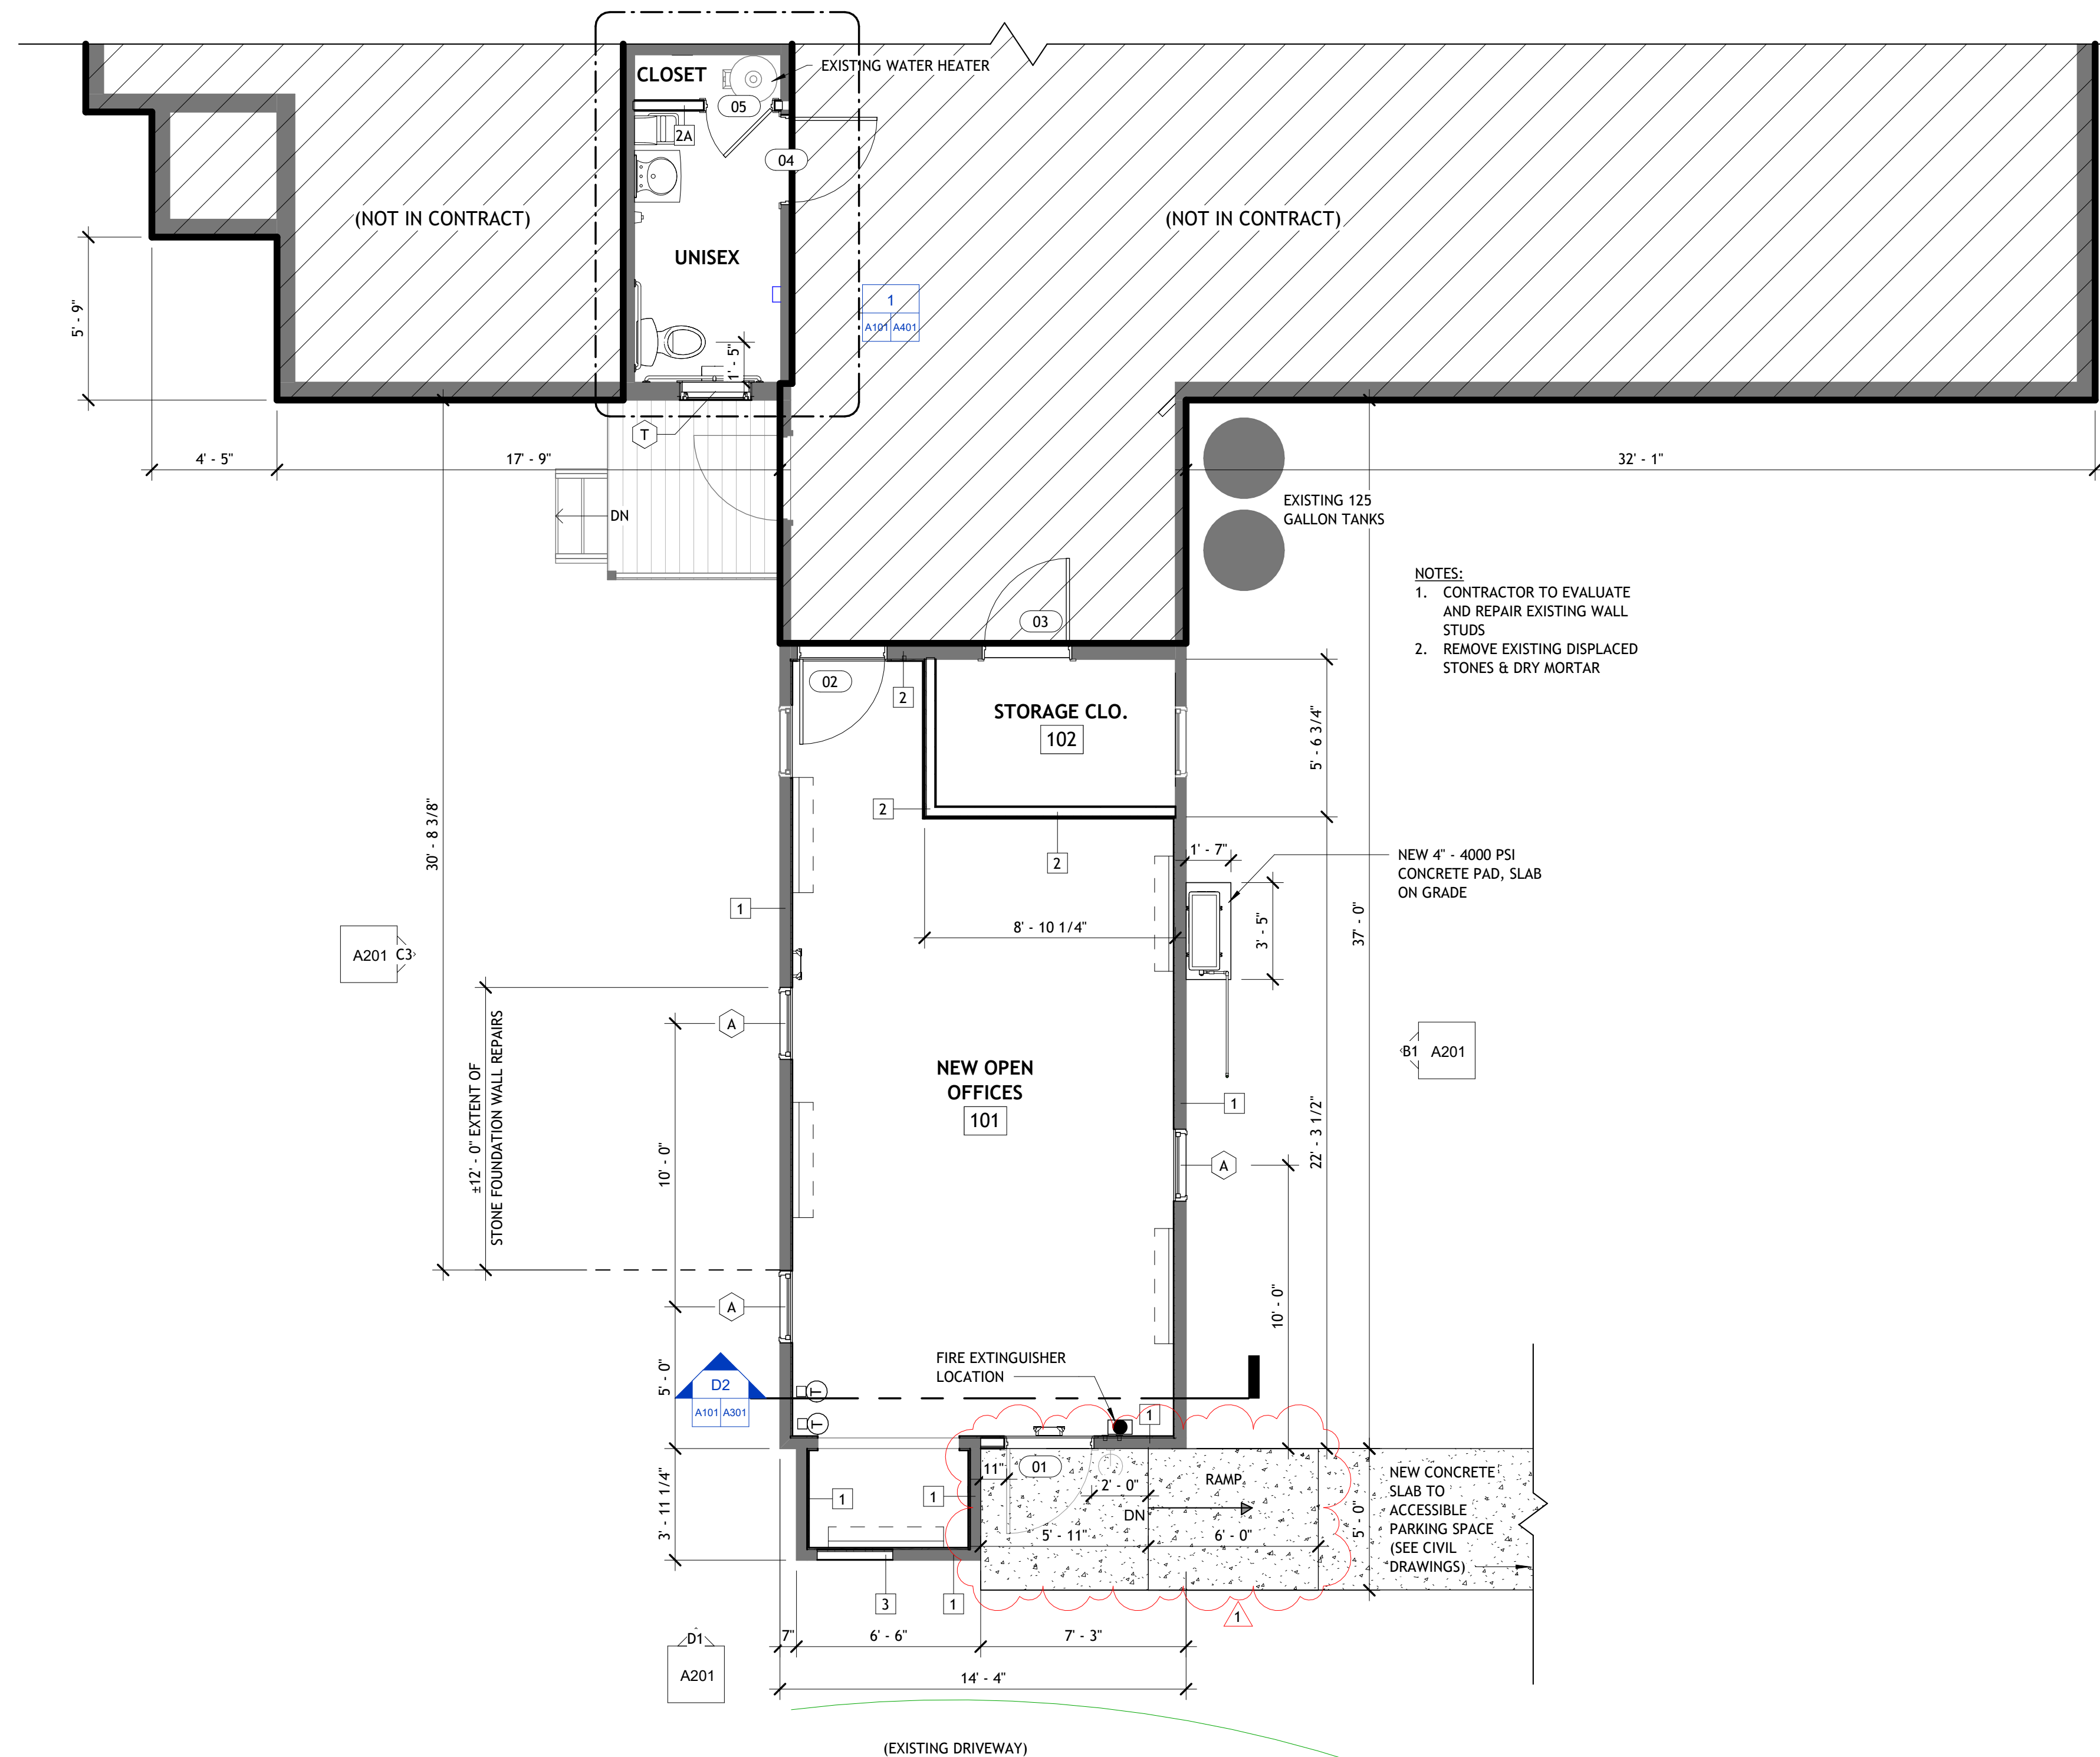 CLOSET
EXISTING WATER HEATER
05
2A
04
(NOT IN CONTRACT)
(NOT IN CONTRACT)
UNISEX
1
A101 A401
5' - 9"
1' - 5"
T
4' - 5"
17' - 9"
32' - 1"
DN
EXISTING 125
GALLON TANKS
NOTES:
1. CONTRACTOR TO EVALUATE
AND REPAIR EXISTING WALL
STUDS
2. REMOVE EXISTING DISPLACED
STONES & DRY MORTAR
03
02
2
STORAGE CLO.
102
5' - 6 3/4"
2
2
30' - 8 3/8"
1' - 7"
NEW 4" - 4000 PSI
CONCRETE PAD, SLAB
ON GRADE
1
8' - 10 1/4"
3' - 5"
37' - 0"
A201 C3
±12' - 0" EXTENT OF
STONE FOUNDATION WALL REPAIRS
A
B1 A201
NEW OPEN
OFFICES
101
1
10' - 0"
22' - 3 1/2"
A
A
10' - 0"
FIRE EXTINGUISHER
LOCATION
5' - 0"
D2
A101 A301
T
T
1
11"
01
RAMP
2' - 0"
DN
5' - 11"
6' - 0"
5' - 0"
NEW CONCRETE
SLAB TO
ACCESSIBLE
PARKING SPACE
(SEE CIVIL
DRAWINGS)
3' - 11 1/4"
1
1
3
1
1
7"
6' - 6"
7' - 3"
D1
A201
14' - 4"
(EXISTING DRIVEWAY)